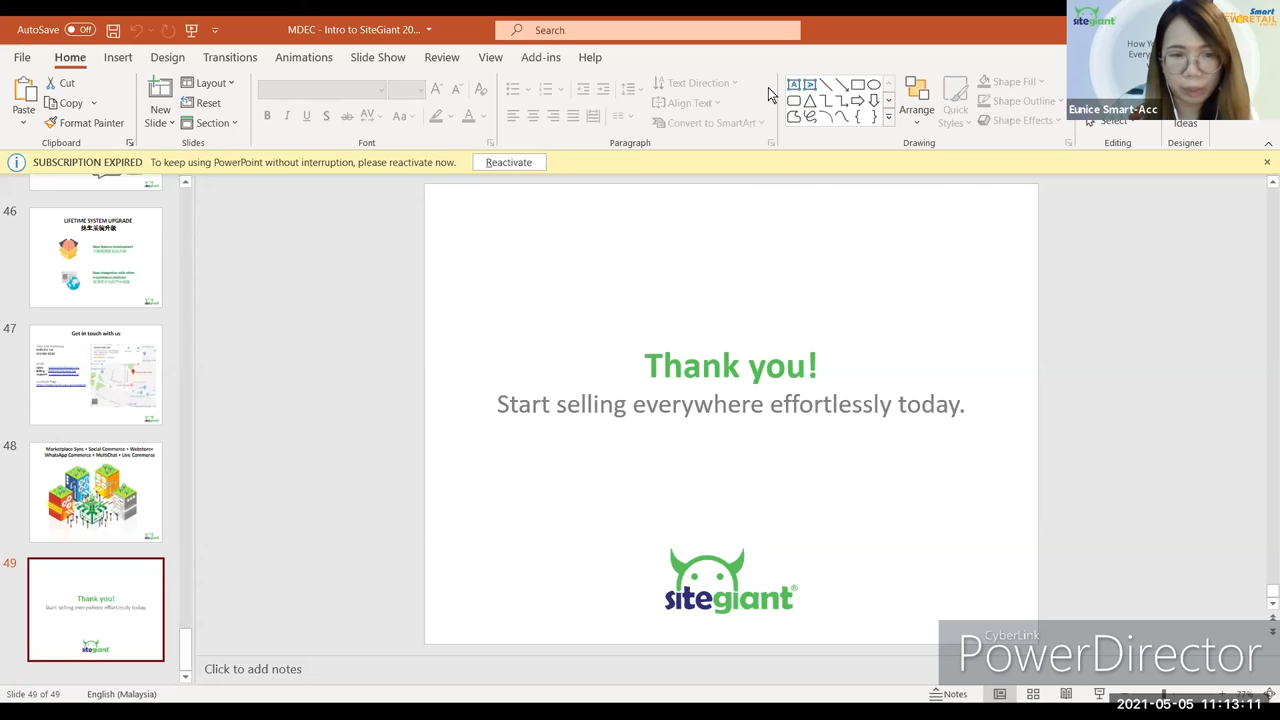 AutoSave Off
MDEC - Intro to SiteGiant 20...
Search
File Home Insert Design Transitions Animations Slide Show Review View Add-ins Help
Paste
Cut
Copy
Format Painter
Clipboard
New
Slide
Layout
Reset
Section
Slides
Font
Text Direction
Align Text
Convert to SmartArt
Paragraph
Arrange
Quick
Styles
Shape Fill
Shape Outline
Shape Effects
Drawing
Select
Editing
Ideas
Designer
sitegiant
Smart
How Yo
Eunice Smart-Acc
SUBSCRIPTION EXPIRED To keep using PowerPoint without interruption, please reactivate now. Reactivate
46
LIFETIME SYSTEM UPGRADE
47
Get in touch with us
48
Marketplace Sync + Social Commerce + Webstore+
WhatsApp Commerce + MultiChat + Live Commerce
49
Thank you!
Start selling everywhere effortlessly today.
sitegiant
Thank you!
Start selling everywhere effortlessly today.
sitegiant®
Click to add notes
CyberLink
PowerDirector
Slide 49 of 49 English (Malaysia) Notes 77%
2021-05-05 11:13:11